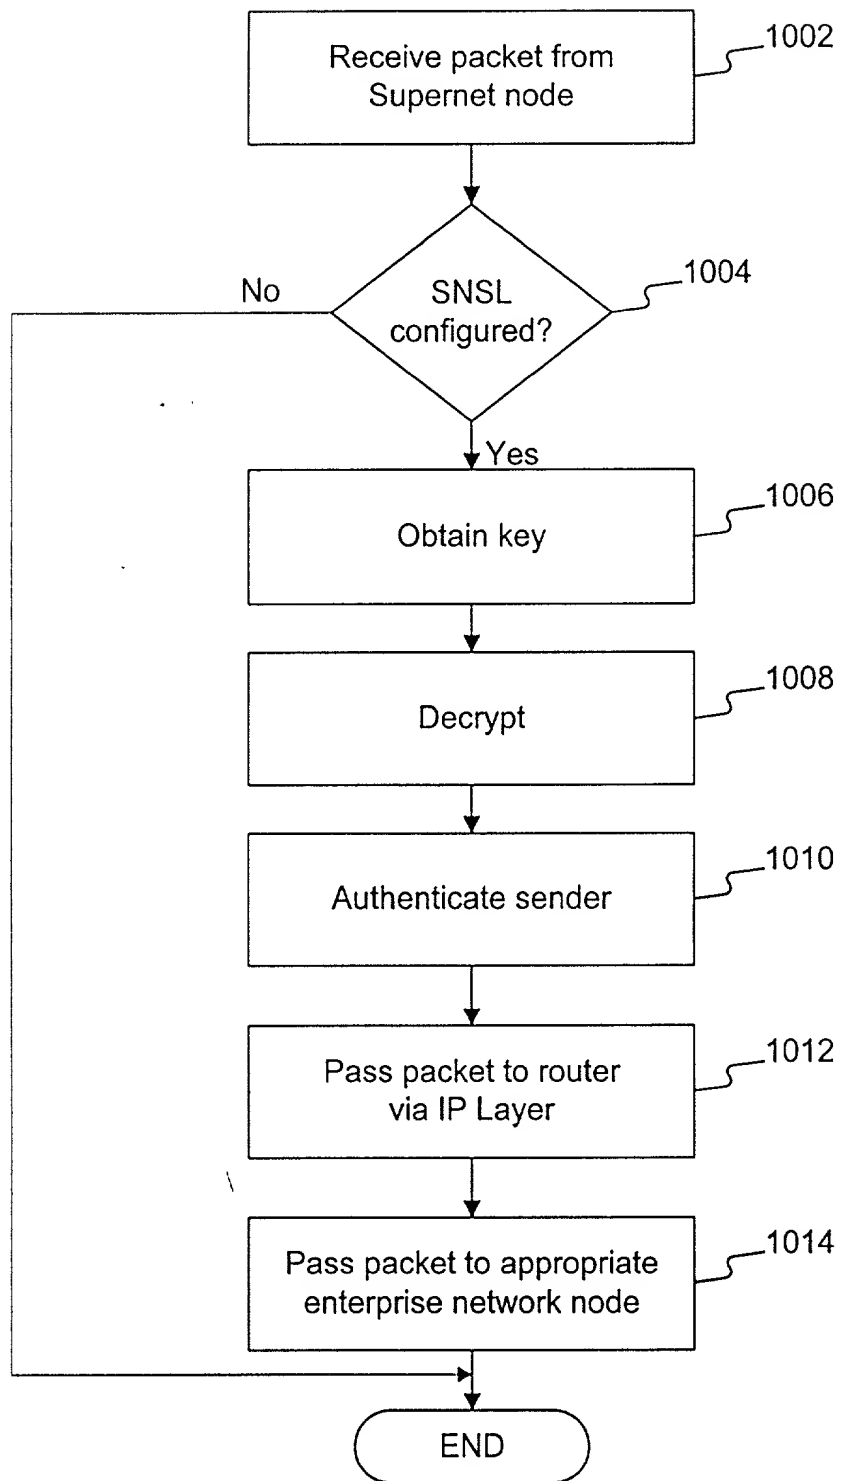 Receive packet from
Supernet node
1002
SNSL
configured?
1004
No
Yes
Obtain key
1006
Decrypt
1008
Authenticate sender
1010
Pass packet to router
via IP Layer
1012
Pass packet to appropriate
enterprise network node
1014
END